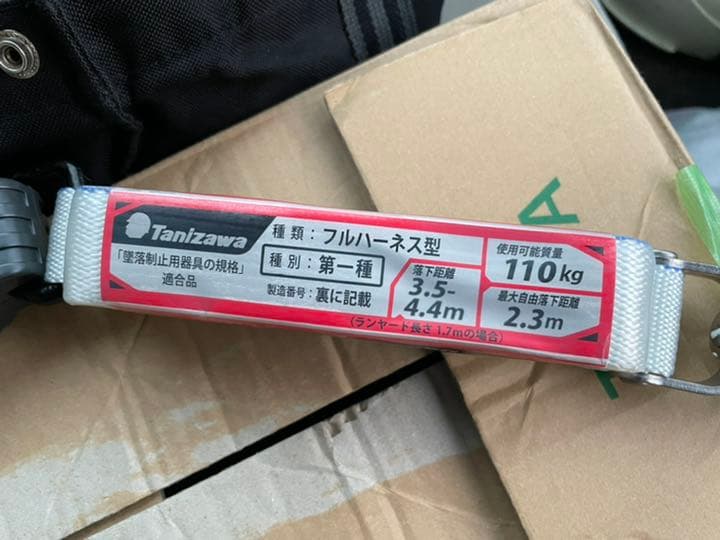 Tanizawa
「墜落制止用器具の規格」
適合品
種類：フルハーネス型
種別：第一種
製造番号：裏に記載
落下距離
3.5-
4.4m
使用可能質量
110kg
最大自由落下距離
2.3m
（ランヤード長さ1.7mの場合）
A